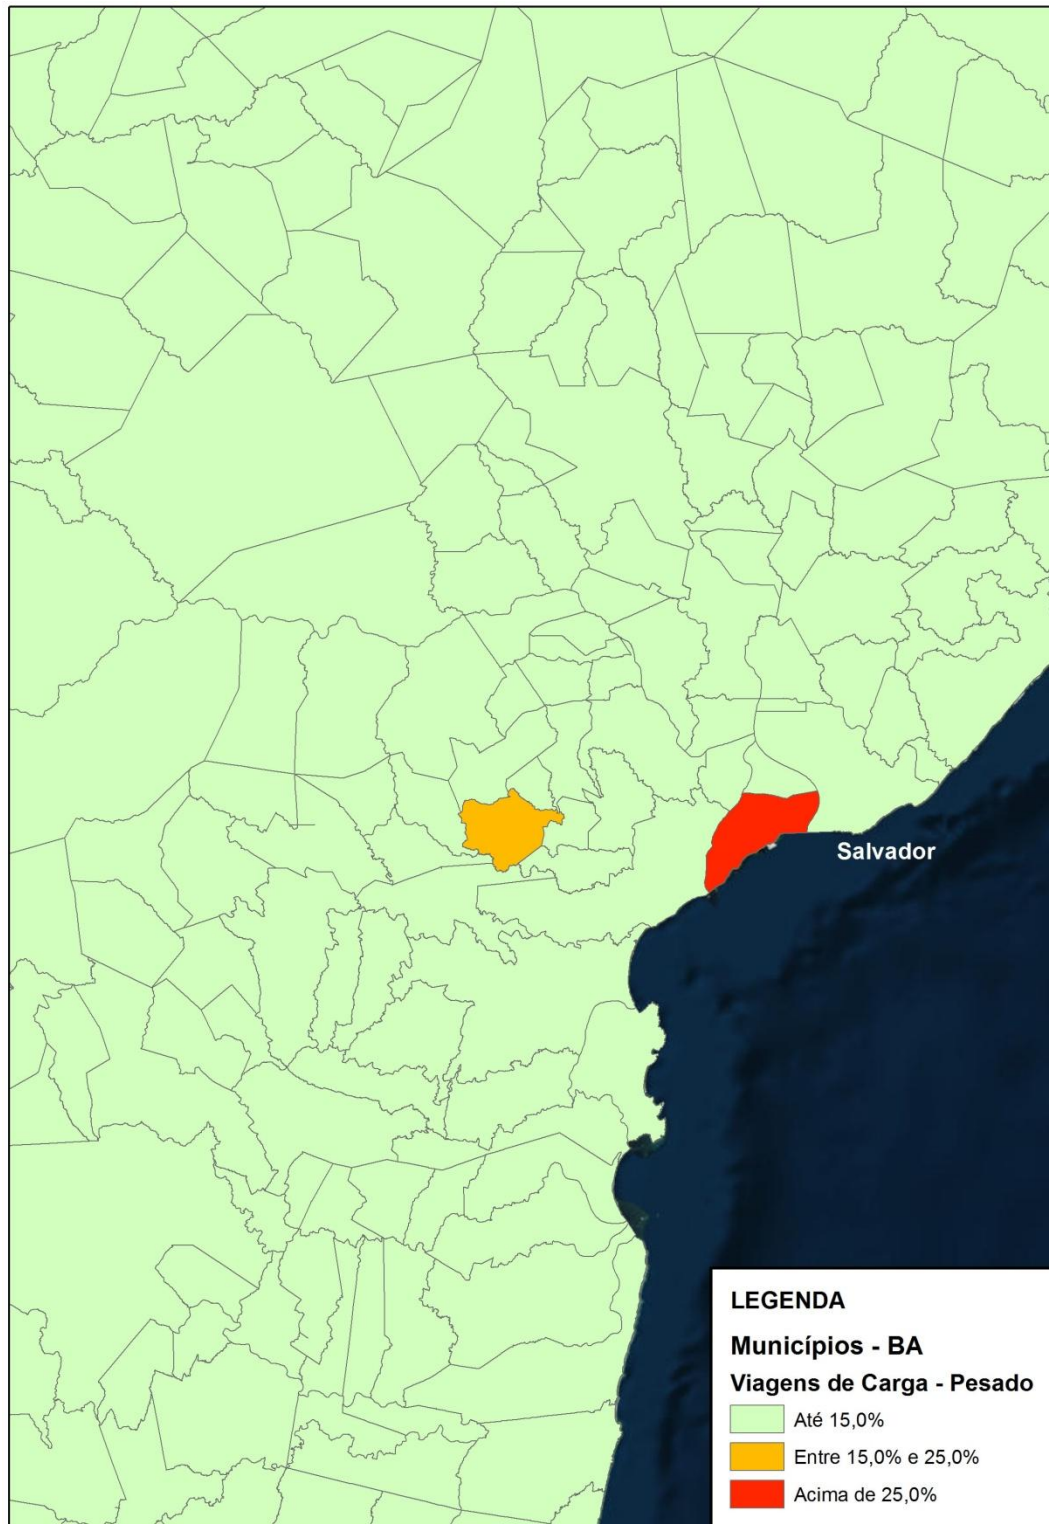 Salvador
LEGENDA
Municípios - BA
Viagens de Carga - Pesado
Até 15,0%
Entre 15,0% e 25,0%
Acima de 25,0%